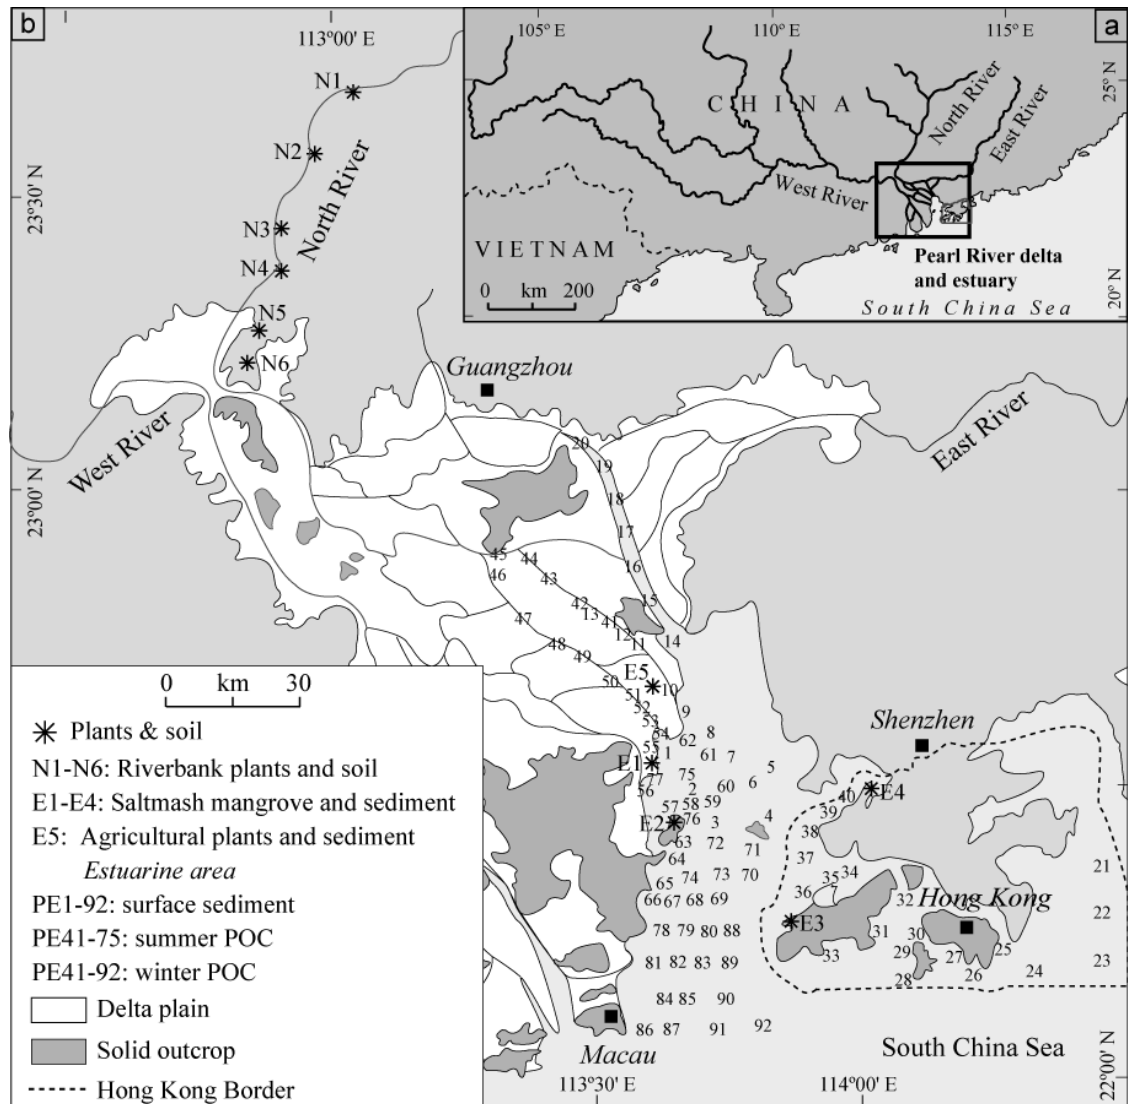 b
113°00' E
a
105° E
110° E
115° E
25° N
20° N
CHINA
North River
East River
West River
VIETNAM
Pearl River delta
and estuary
South China Sea
0 km 200
N1
N2
N3
N4
N5
N6
North River
23°30' N
23°00' N
22°00' N
Guangzhou
West River
East River
20
19
18
17
16
15
14
45
44
46
43
42
13
41
12
11
47
48
49
50
E5
51
10
52
9
53
54
8
62
55
1
61
7
5
E1
77
75
6
56
2
60
57
58
59
E2
76
3
4
63
72
71
64
65
74
73
70
66
67
68
69
78
79
80
88
81
82
83
89
84
85
90
86
87
91
92
Shenzhen
40
E4
39
38
37
35
34
36
32
Hong Kong
E3
31
30
33
29
27
25
28
26
24
21
22
23
Macau
South China Sea
113°30' E
114°00' E
0 km 30
Plants & soil
N1-N6: Riverbank plants and soil
E1-E4: Saltmash mangrove and sediment
E5: Agricultural plants and sediment
Estuarine area
PE1-92: surface sediment
PE41-75: summer POC
PE41-92: winter POC
Delta plain
Solid outcrop
Hong Kong Border